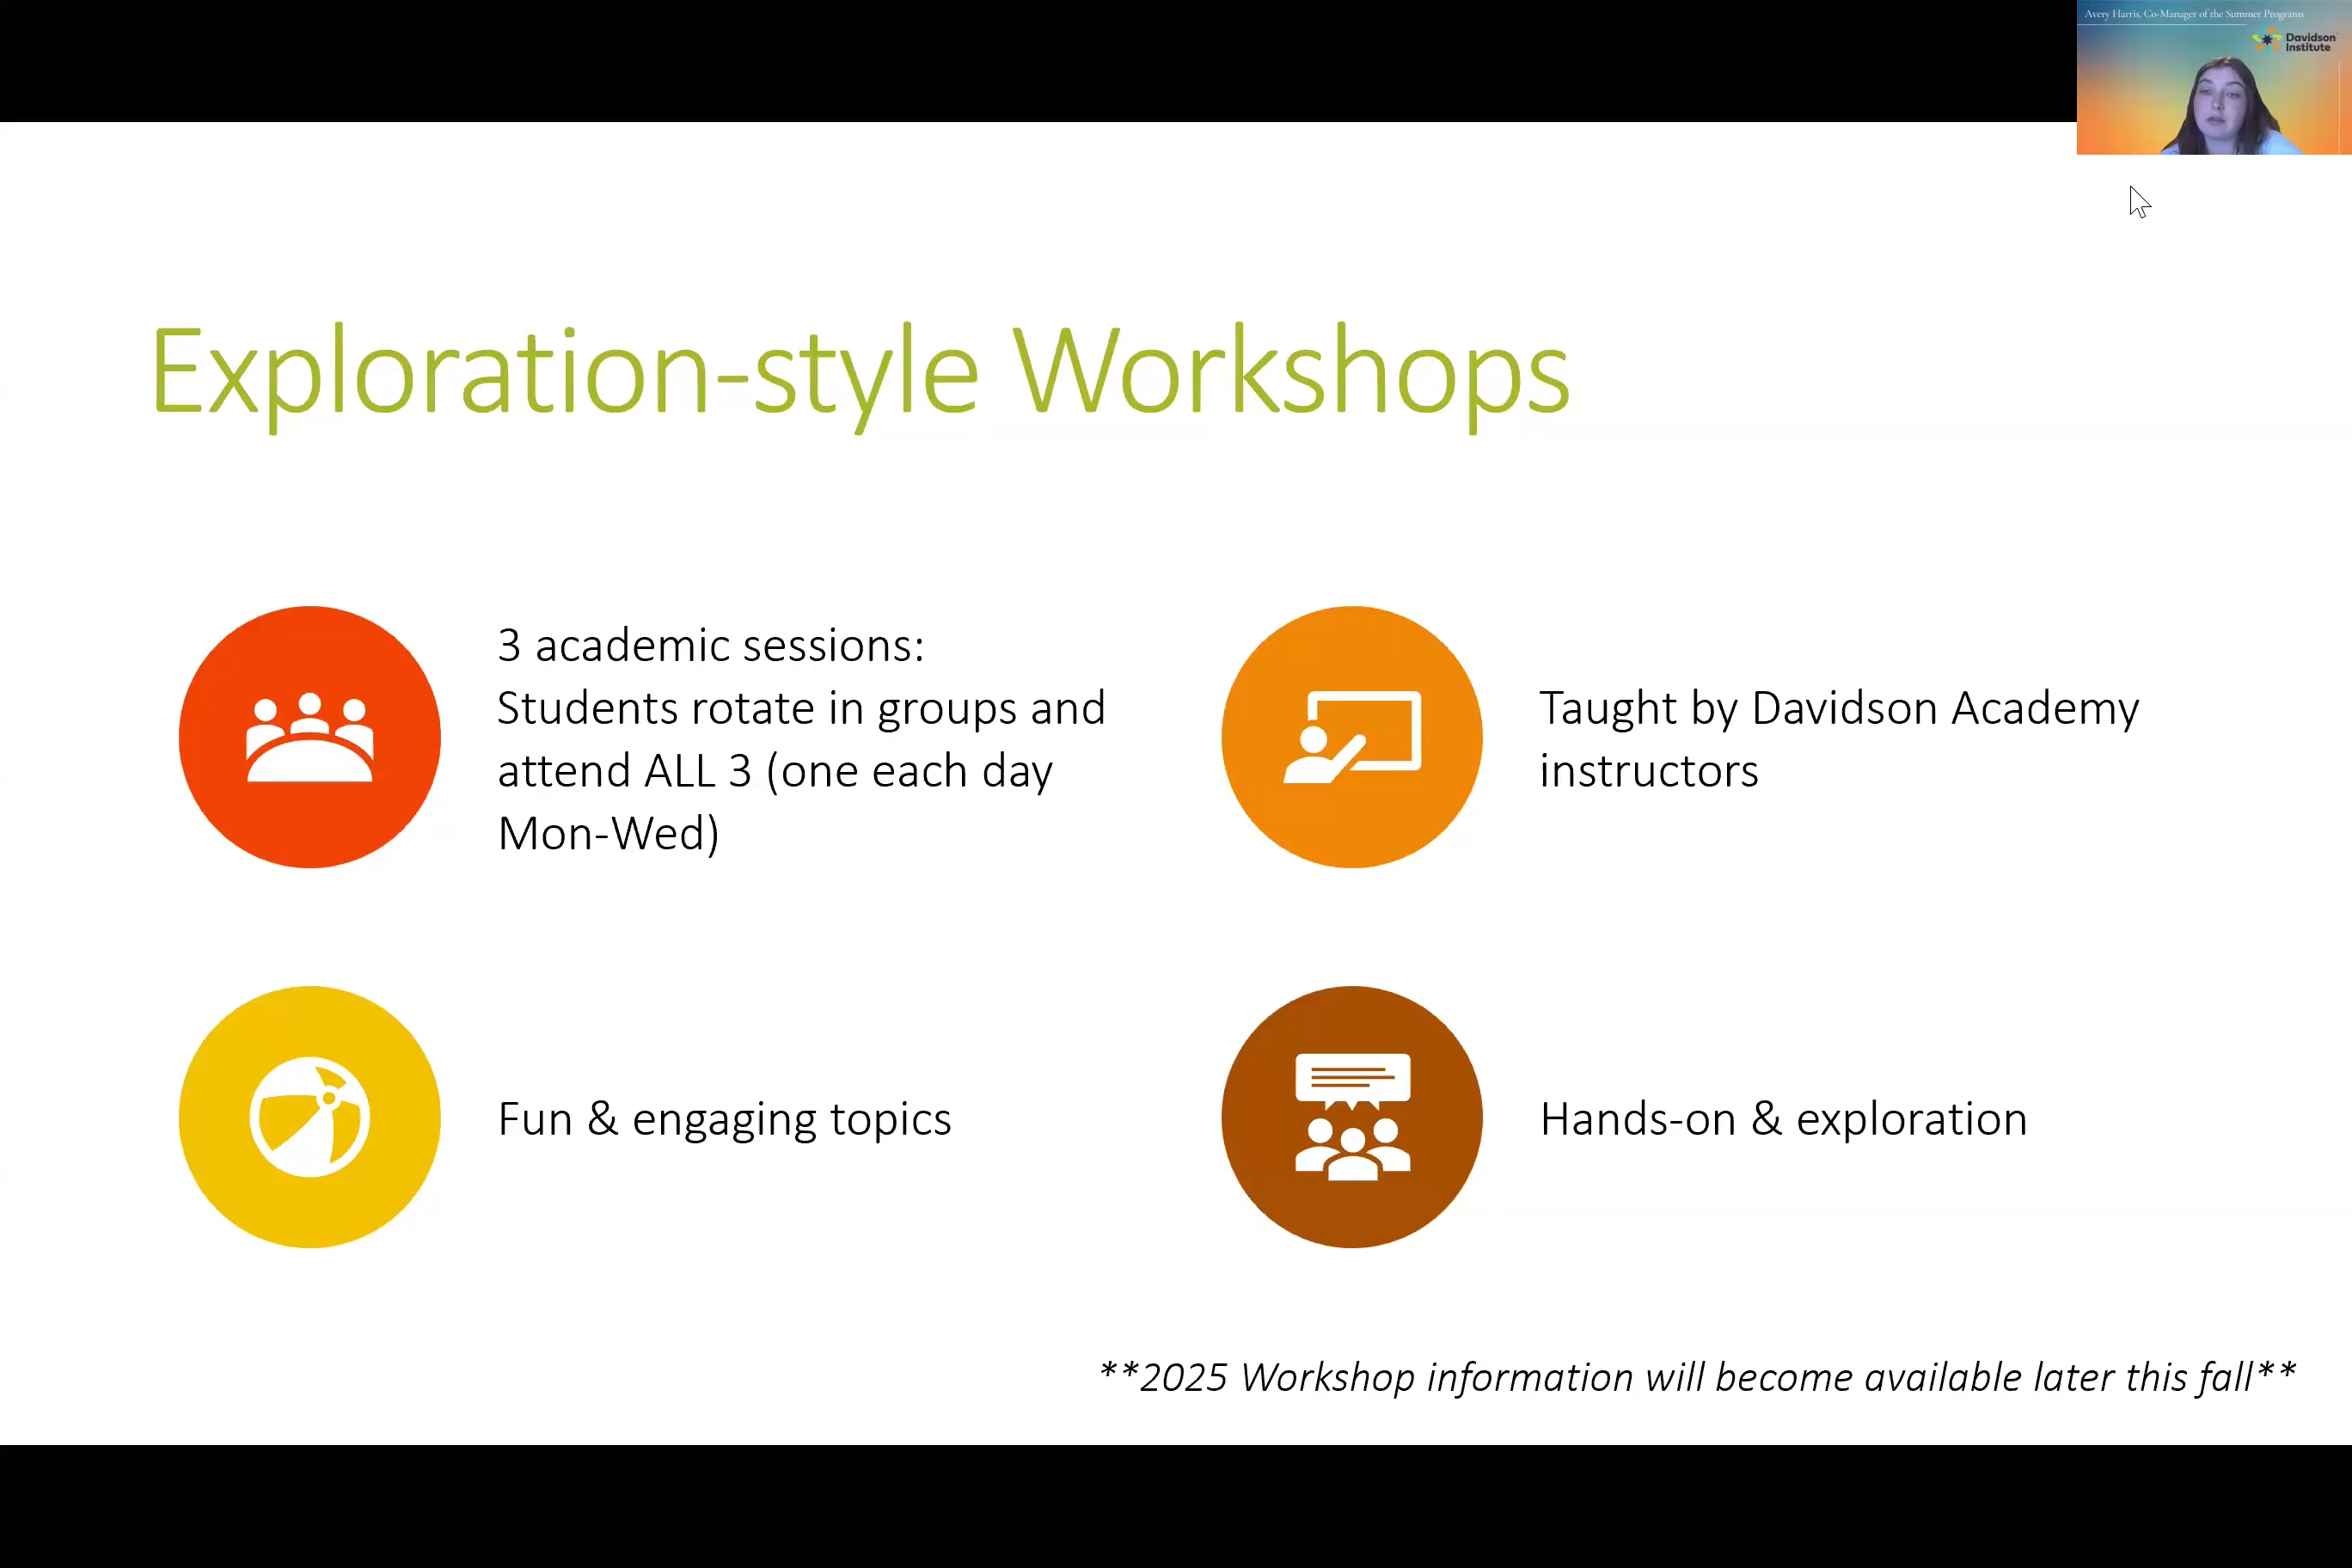 Avery Harris, Co-Manager of the Summer Programs
Davidson
Institute
Exploration-style Workshops
3 academic sessions:
Students rotate in groups and
attend ALL 3 (one each day
Mon-Wed)
Taught by Davidson Academy
instructors
Fun & engaging topics
Hands-on & exploration
**2025 Workshop information will become available later this fall**